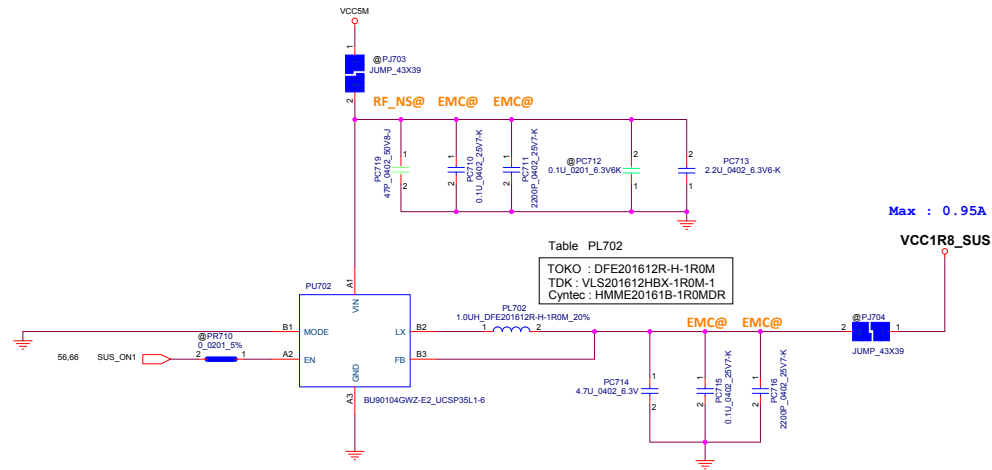 VCC5M
1
@PJ703
JUMP_43X39
2
RF_NS@
EMC@
EMC@
1
PC719
47P_0402_50V8-J
2
1
PC710
0.1U_0402_25V7-K
2
1
PC711
2200P_0402_25V7-K
2
2
@PC712
0.1U_0201_6.3V6K
1
2
PC713
2.2U_0402_6.3V6-K
1
Max : 0.95A
VCC1R8_SUS
Table PL702
TOKO : DFE201612R-H-1R0M
TDK : VLS201612HBX-1R0M-1
Cyntec : HMME20161B-1R0MDR
PU702
A1
VIN
B1
MODE
LX
B2
PL702
1.0UH_DFE201612R-H-1R0M_20%
1
2
@PR710
0_0201_5%
56,66
SUS_ON1
2
1
A2
EN
FB
B3
GND
A3
BU90104GWZ-E2_UCSP35L1-6
EMC@
EMC@
1
PC714
4.7U_0402_6.3V
2
1
PC715
0.1U_0402_25V7-K
2
1
PC716
2200P_0402_25V7-K
2
@PJ704
2
1
JUMP_43X39